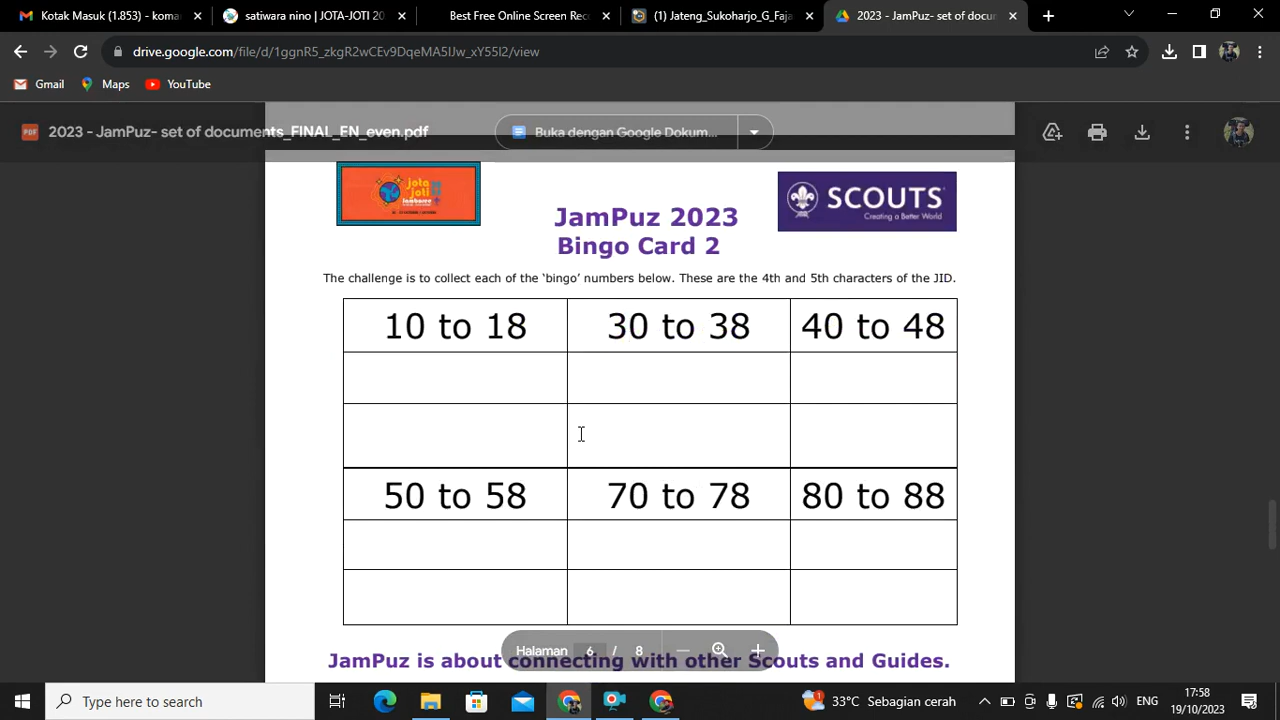 Kotak Masuk (1.853) - koma
satiwara nino | JOTA-JOTI 20
Best Free Online Screen Rec
(1) Jateng_Sukoharjo_G_Faja
2023 - JamPuz- set of docum
drive.google.com/file/d/1ggnR5_zkgR2wCEv9DqeMA5lJw_xY55I2/view
Gmail
Maps
YouTube
PDF
2023 - JamPuz- set of documents_FINAL_EN_even.pdf
Buka dengan Google Dokum...
jota
joti
SCOUTS
Creating a Better World
JamPuz 2023
Bingo Card 2
The challenge is to collect each of the 'bingo' numbers below. These are the 4th and 5th characters of the JID.
10 to 18
30 to 38
40 to 48
50 to 58
70 to 78
80 to 88
Halaman 6 / 8
JamPuz is about connecting with other Scouts and Guides.
Type here to search
1
33°C Sebagian cerah
ENG
17:58
19/10/2023